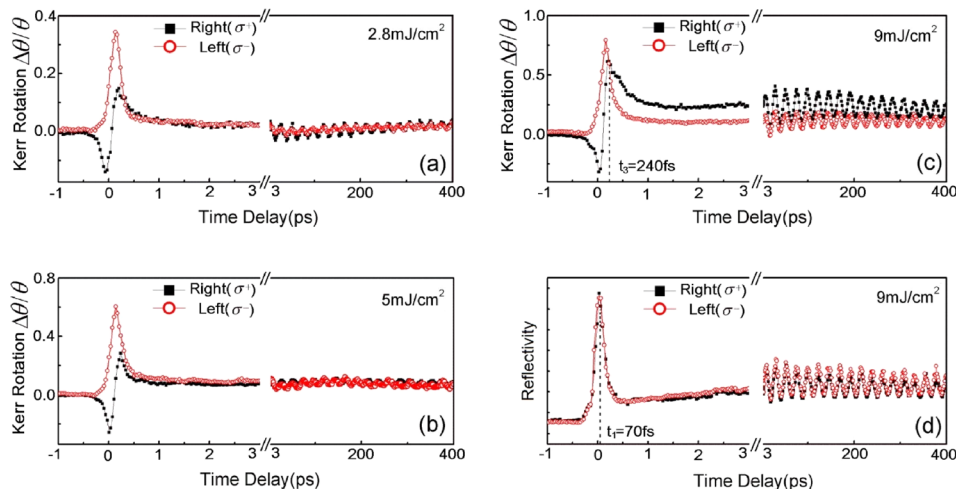 Kerr Rotation Δθ/θ
0.4
0.2
0.0
Right(σ⁺)
Left(σ⁻)
2.8mJ/cm²
(a)
-1 0 1 2 3 3 200 400
Time Delay(ps)
Kerr Rotation Δθ/θ
1.0
0.5
0.0
Right(σ⁺)
Left(σ⁻)
9mJ/cm²
t₃=240fs
(c)
-1 0 1 2 3 3 200 400
Time Delay(ps)
Kerr Rotation Δθ/θ
0.8
0.4
0.0
Right(σ⁺)
Left(σ⁻)
5mJ/cm²
(b)
-1 0 1 2 3 3 200 400
Time Delay(ps)
Reflectivity
Right(σ⁺)
Left(σ⁻)
9mJ/cm²
t₁=70fs
(d)
-1 0 1 2 3 3 200 400
Time Delay(ps)